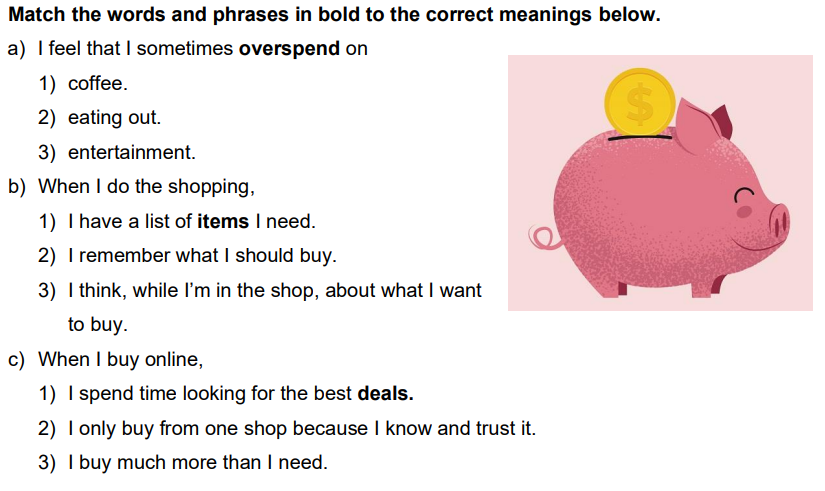 Match the words and phrases in bold to the correct meanings below.
a) I feel that I sometimes overspend on
1) coffee.
2) eating out.
3) entertainment.
b) When I do the shopping,
1) I have a list of items I need.
2) I remember what I should buy.
3) I think, while I’m in the shop, about what I want
to buy.
c) When I buy online,
1) I spend time looking for the best deals.
2) I only buy from one shop because I know and trust it.
3) I buy much more than I need.
$